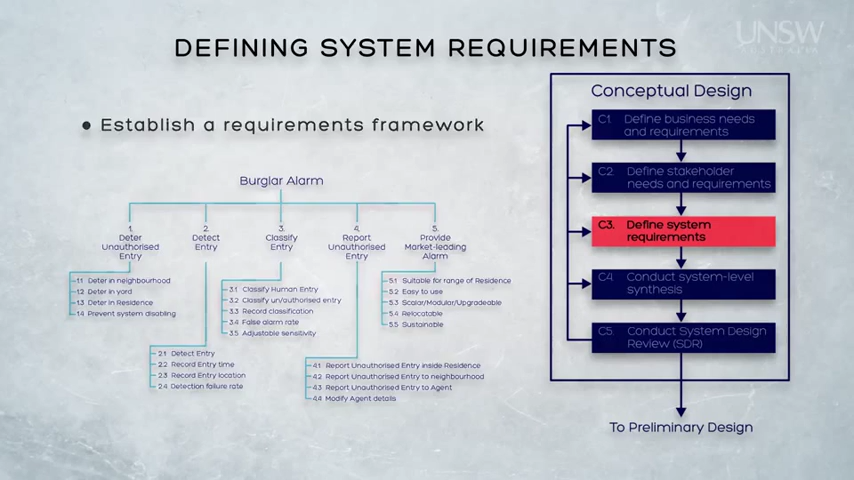 UNSW
AUSTRALIA
DEFINING SYSTEM REQUIREMENTS
● Establish a requirements framework
Burglar Alarm
1.
Deter
Unauthorised
Entry
1.1 Deter in neighbourhood
1.2 Deter in yard
1.3 Deter in Residence
1.4 Prevent system disabling
2.
Detect
Entry
2.1 Detect Entry
2.2 Record Entry time
2.3 Record Entry location
2.4 Detection failure rate
3.
Classify
Entry
3.1 Classify Human Entry
3.2 Classify un/authorised entry
3.3 Record classification
3.4 False alarm rate
3.5 Adjustable sensitivity
4.
Report
Unauthorised
Entry
4.1 Report Unauthorised Entry inside Residence
4.2 Report Unauthorised Entry to neighbourhood
4.3 Report Unauthorised Entry to Agent
4.4 Modify Agent details
5.
Provide
Market-leading
Alarm
5.1 Suitable for range of Residence
5.2 Easy to use
5.3 Scalar/Modular/Upgradeable
5.4 Relocatable
5.5 Sustainable
Conceptual Design
C1. Define business needs
and requirements
C2. Define stakeholder
needs and requirements
C3. Define system
requirements
C4. Conduct system-level
synthesis
C5. Conduct System Design
Review (SDR)
To Preliminary Design